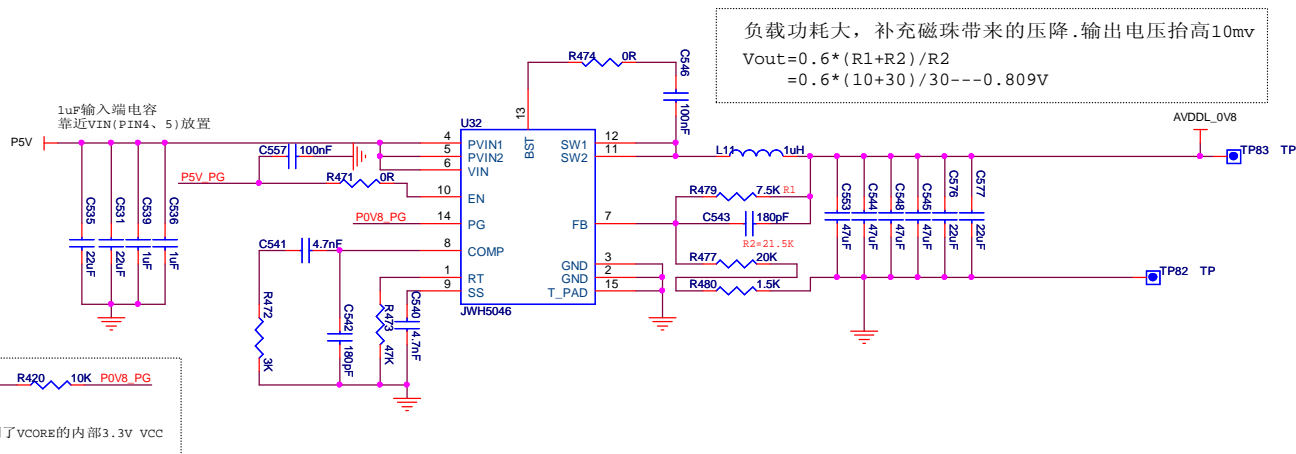 负载功耗大，补充磁珠带来的压降.输出电压抬高10mv
Vout=0.6*(R1+R2)/R2
=0.6*(10+30)/30---0.809V
1uF输入端电容
靠近VIN(PIN4、5)放置
P5V
C557 100nF
P5V_PG
R471 0R
P0V8_PG
C535 22uF
C531 22uF
C539 1uF
C536 1uF
C541 4.7nF
R472 3K
C542 180pF
R473 47K
C540 4.7nF
U32
4 PVIN1
5 PVIN2
6 VIN
10 EN
14 PG
8 COMP
1 RT
9 SS
13 BST
SW1 12
SW2 11
FB 7
GND 3
GND 2
T_PAD 15
JWH5046
R474 0R
C546 100nF
L11 1uH
R479 7.5K R1
C543 180pF
R2=21.5K
R477 20K
R480 1.5K
C553 47uF
C544 47uF
C548 47uF
C545 47uF
C576 22uF
C577 22uF
AVDDL_0V8
TP83 TP
TP82 TP
R420 10K P0V8_PG
了VCORE的内部3.3V VCC